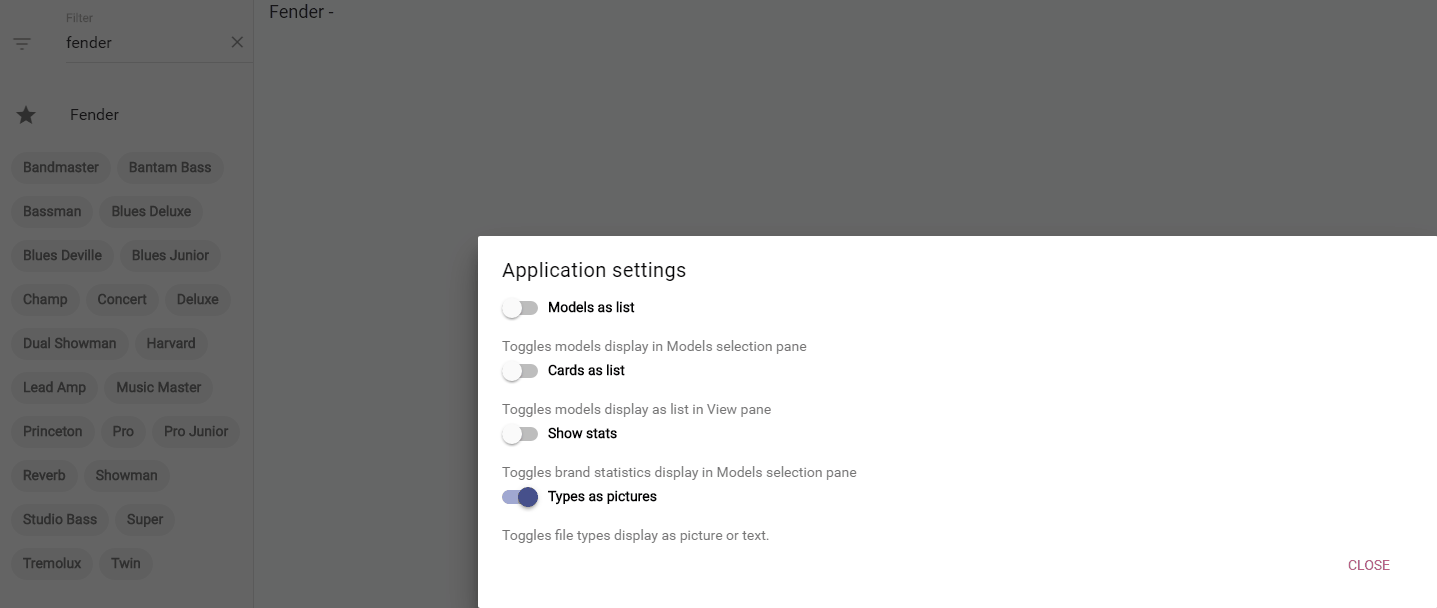 Filter
fender
Fender
Bandmaster Bantam Bass
Bassman Blues Deluxe
Blues Deville Blues Junior
Champ Concert Deluxe
Dual Showman Harvard
Lead Amp Music Master
Princeton Pro Pro Junior
Reverb Showman
Studio Bass Super
Tremolux Twin
Fender -
Application settings
Models as list
Toggles models display in Models selection pane
Cards as list
Toggles models display as list in View pane
Show stats
Toggles brand statistics display in Models selection pane
Types as pictures
Toggles file types display as picture or text.
CLOSE